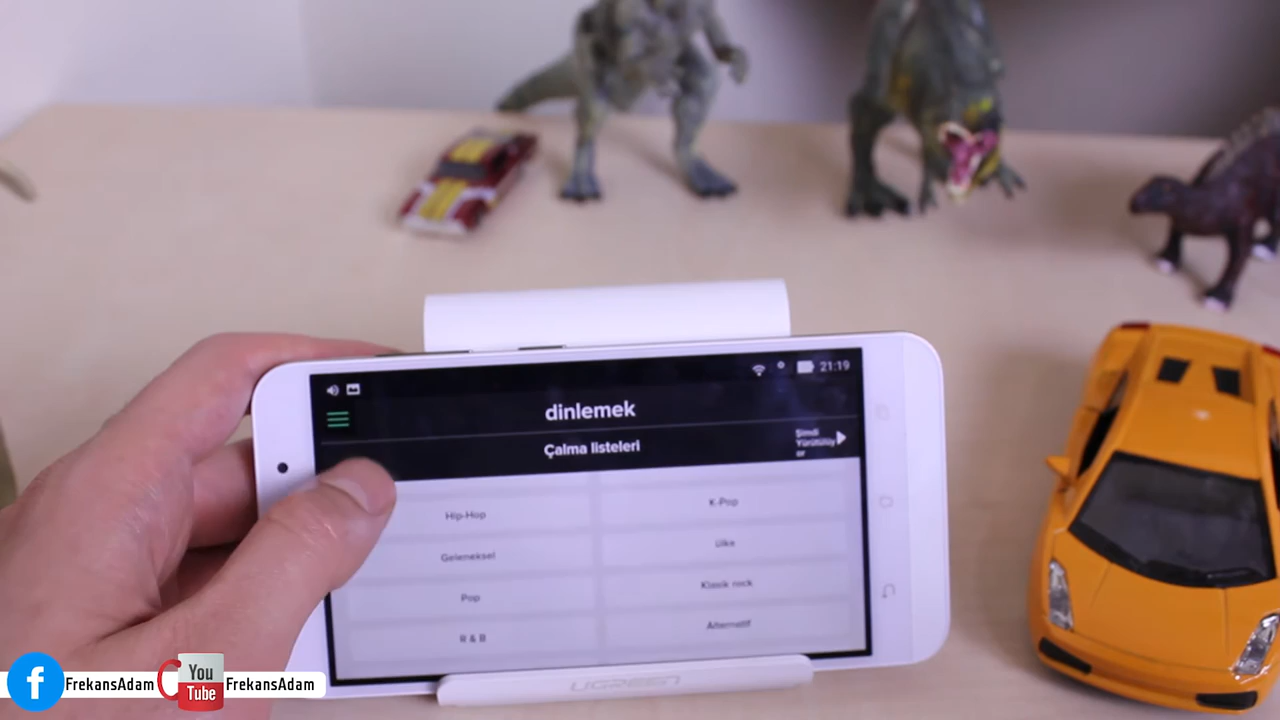 21:19
dinlemek
Çalma listeleri
Şimdi
Yürütülüy
or
Hip-Hop
K-Pop
Geleneksel
ülke
Pop
Klasik rock
R & B
Alternatif
UGREEN
f FrekansAdam You Tube FrekansAdam